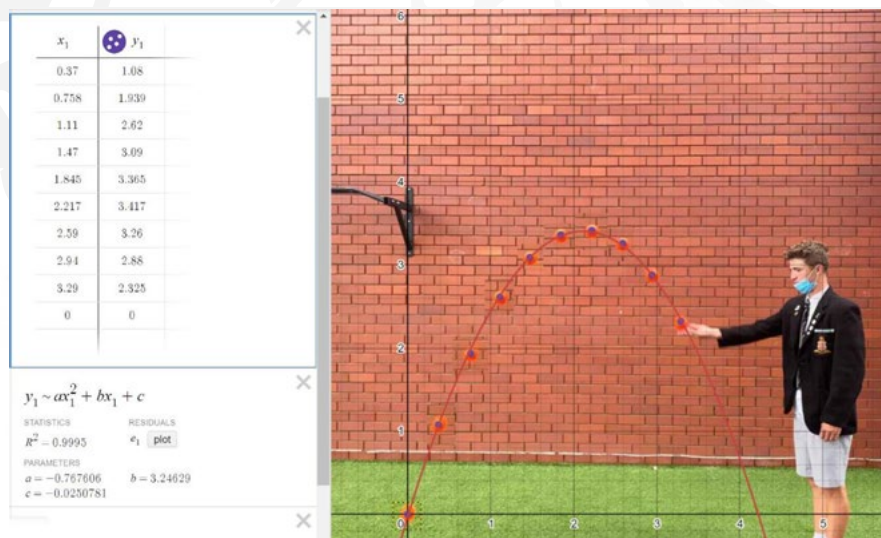 x₁ y₁
0.37 1.08
0.758 1.939
1.11 2.62
1.47 3.09
1.845 3.365
2.217 3.417
2.59 3.26
2.94 2.88
3.29 2.325
0 0
y₁ ~ ax₁² + bx₁ + c
STATISTICS RESIDUALS
R² = 0.9995 e₁ plot
PARAMETERS
a = −0.767606 b = 3.24629
c = −0.0250781
6
5
4
3
2
1
0 1 2 3 4 5